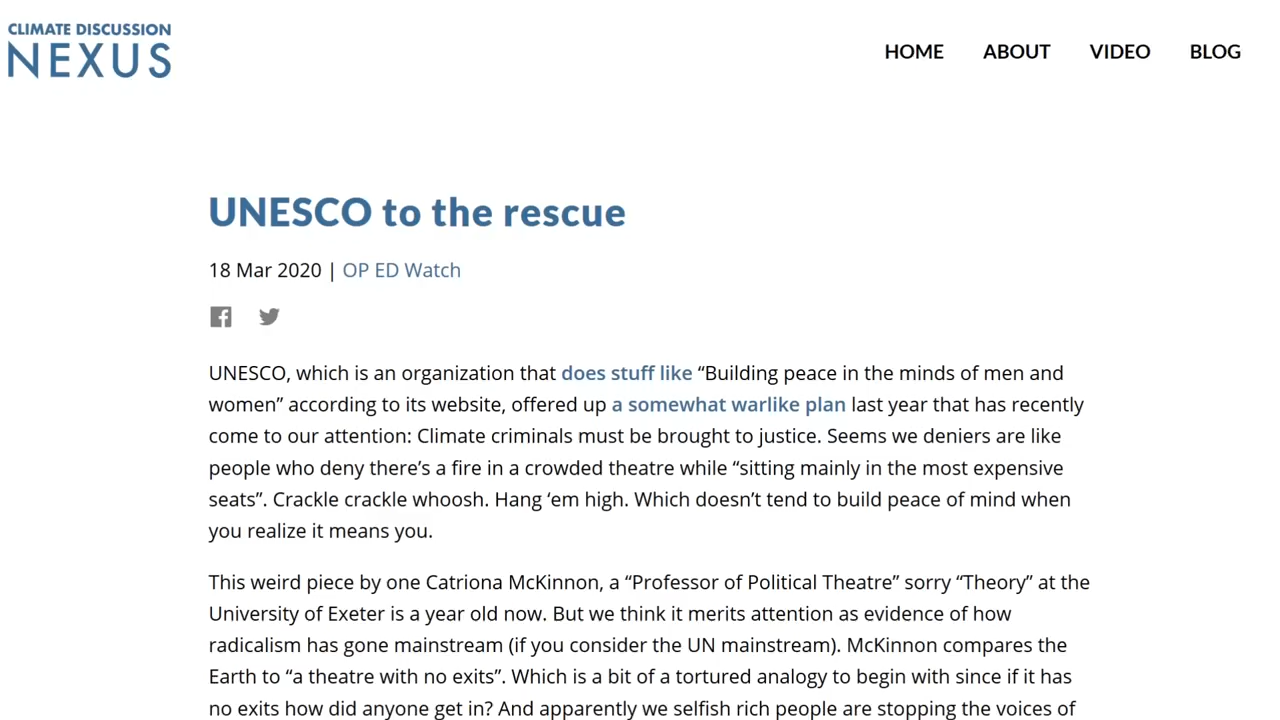 CLIMATE DISCUSSION
NEXUS
HOME ABOUT VIDEO BLOG
UNESCO to the rescue
18 Mar 2020 | OP ED Watch
UNESCO, which is an organization that does stuff like “Building peace in the minds of men and
women” according to its website, offered up a somewhat warlike plan last year that has recently
come to our attention: Climate criminals must be brought to justice. Seems we deniers are like
people who deny there’s a fire in a crowded theatre while “sitting mainly in the most expensive
seats”. Crackle crackle whoosh. Hang ‘em high. Which doesn’t tend to build peace of mind when
you realize it means you.
This weird piece by one Catriona McKinnon, a “Professor of Political Theatre” sorry “Theory” at the
University of Exeter is a year old now. But we think it merits attention as evidence of how
radicalism has gone mainstream (if you consider the UN mainstream). McKinnon compares the
Earth to “a theatre with no exits”. Which is a bit of a tortured analogy to begin with since if it has
no exits how did anyone get in? And apparently we selfish rich people are stopping the voices of